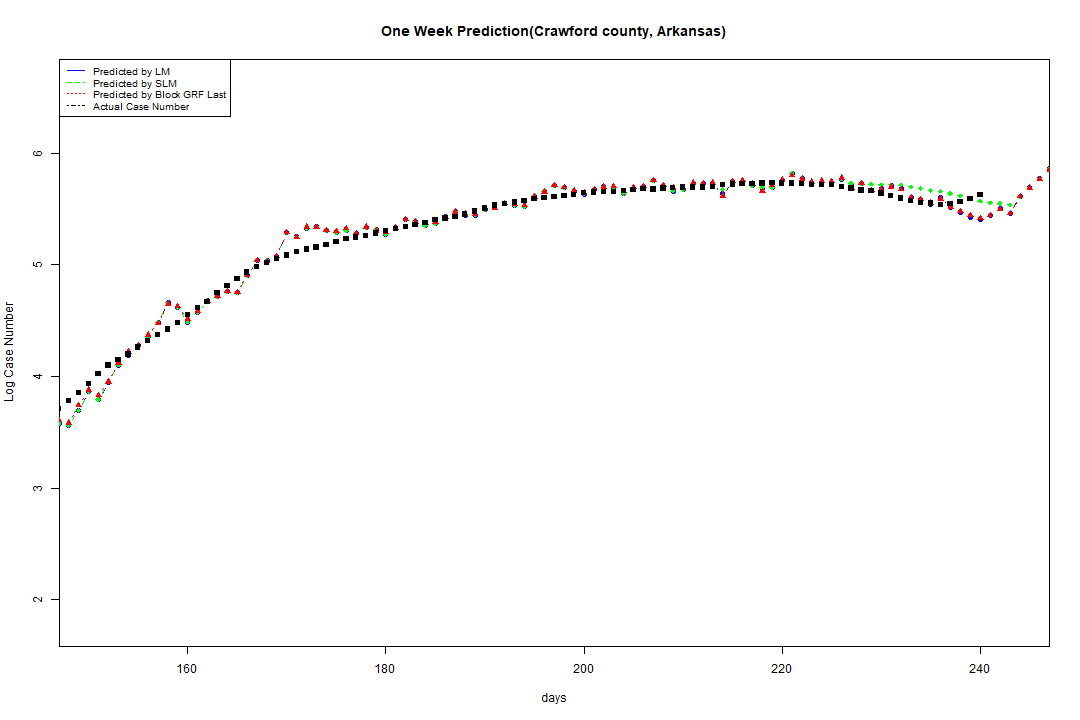 One Week Prediction(Crawford county, Arkansas)
Predicted by LM
Predicted by SLM
Predicted by Block GRF Last
Actual Case Number
6
5
4
3
2
Log Case Number
160 180 200 220 240
days